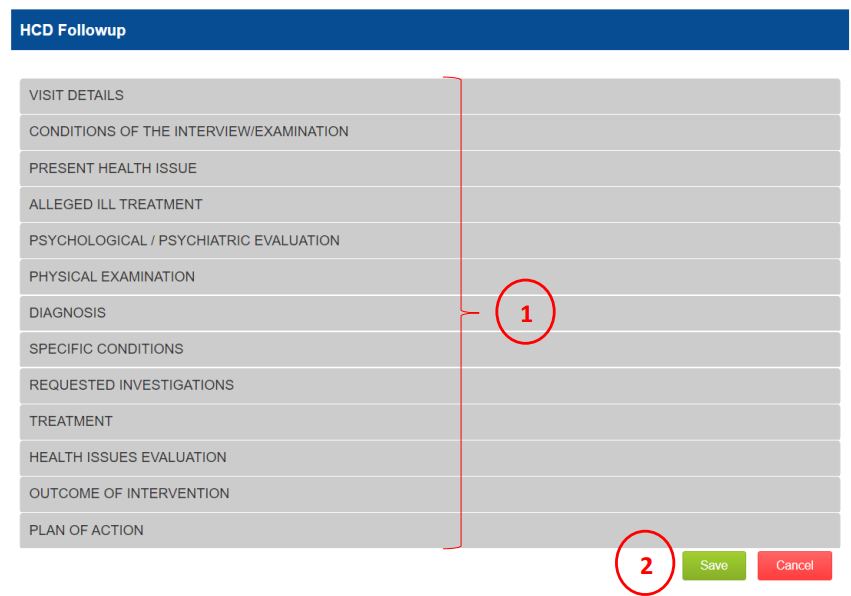 HCD Followup
VISIT DETAILS
CONDITIONS OF THE INTERVIEW/EXAMINATION
PRESENT HEALTH ISSUE
ALLEGED ILL TREATMENT
PSYCHOLOGICAL / PSYCHIATRIC EVALUATION
PHYSICAL EXAMINATION
DIAGNOSIS
1
SPECIFIC CONDITIONS
REQUESTED INVESTIGATIONS
TREATMENT
HEALTH ISSUES EVALUATION
OUTCOME OF INTERVENTION
PLAN OF ACTION
2 Save Cancel